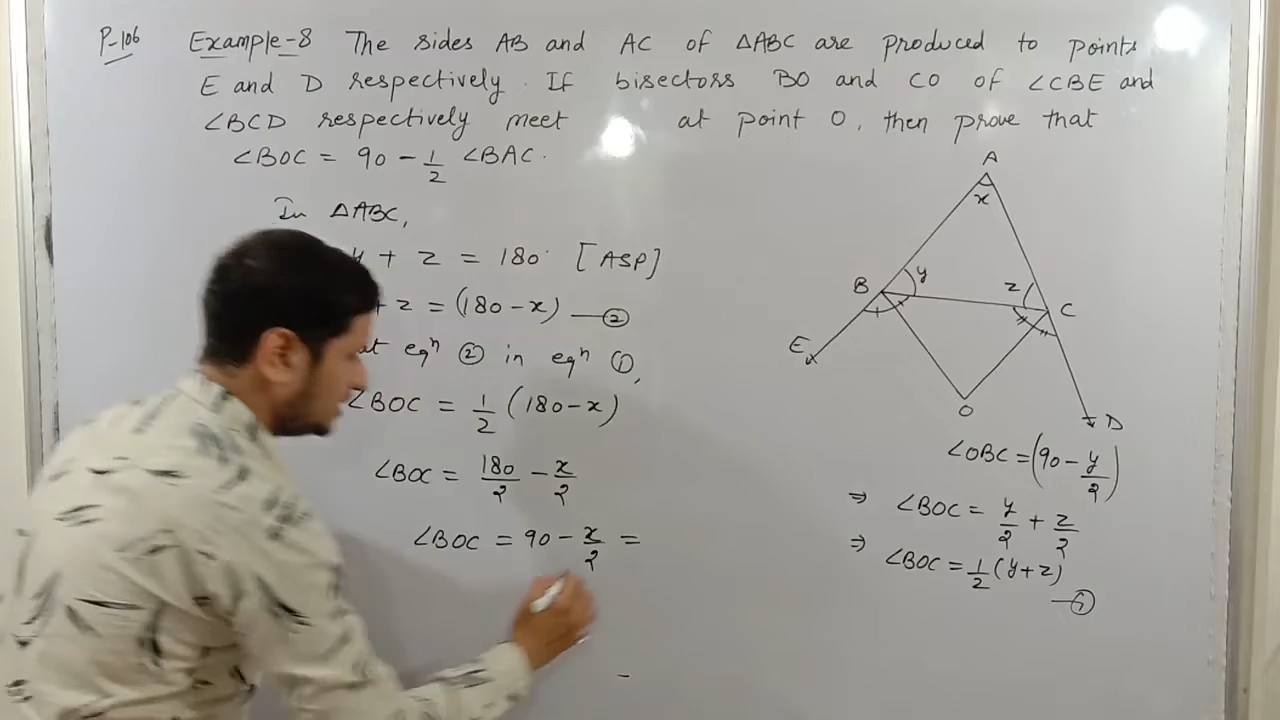 P-106 Example-8 The sides AB and AC of △ABC are produced to points
E and D respectively. If bisectors BO and CO of ∠CBE and
∠BCD respectively meet at point O, then prove that
∠BOC = 90 - 1/2 ∠BAC.
In △ABC,
y + z = 180° [ASP]
+ z = (180 - x) —②
eqⁿ ② in eqⁿ ①,
∠BOC = 1/2 (180 - x)
∠BOC = 180/2 - x/2
∠BOC = 90 - x/2 =
A
x
B
y
z
C
E
O
D
∠OBC = (90 - y/2)
⇒ ∠BOC = y/2 + z/2
⇒ ∠BOC = 1/2 (y + z)
—①